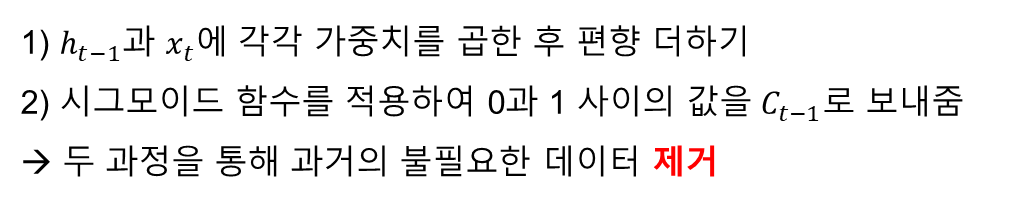 1) hₜ₋₁과 xₜ에 각각 가중치를 곱한 후 편향 더하기
2) 시그모이드 함수를 적용하여 0과 1 사이의 값을 Cₜ₋₁로 보내줌
→ 두 과정을 통해 과거의 불필요한 데이터 제거